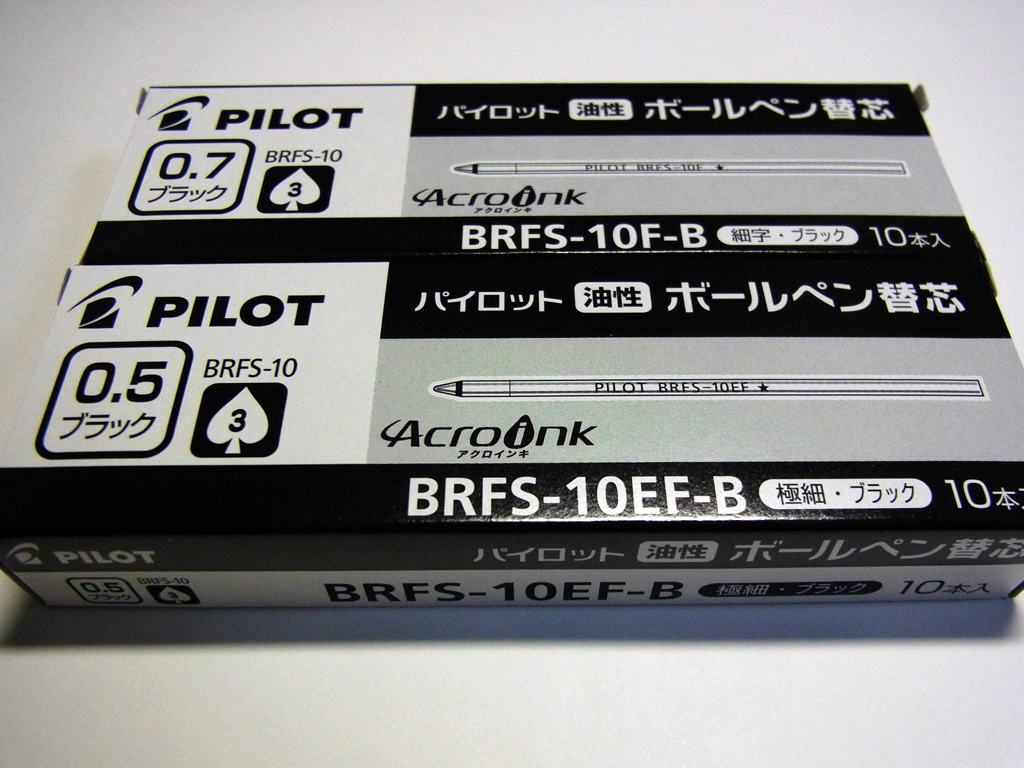 PILOT パイロット 油性 ボールペン替芯
0.7 ブラック BRFS-10 3
PILOT BRFS-10F ★
Acroink
アクロインキ
BRFS-10F-B 細字・ブラック 10本入
PILOT パイロット 油性 ボールペン替芯
0.5 ブラック BRFS-10 3
PILOT BRFS-10EF ★
Acroink
アクロインキ
BRFS-10EF-B 極細・ブラック 10本入
PILOT パイロット 油性 ボールペン替芯
0.5 ブラック BRFS-10 3 BRFS-10EF-B 極細・ブラック 10本入